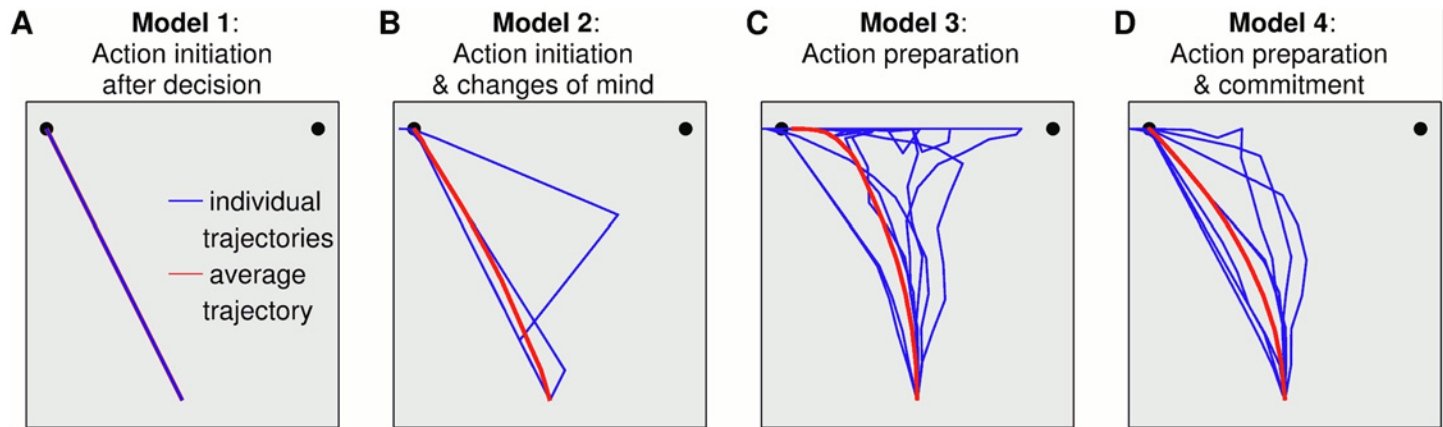 A Model 1:
Action initiation
after decision
individual
trajectories
average
trajectory
B Model 2:
Action initiation
& changes of mind
C Model 3:
Action preparation
D Model 4:
Action preparation
& commitment